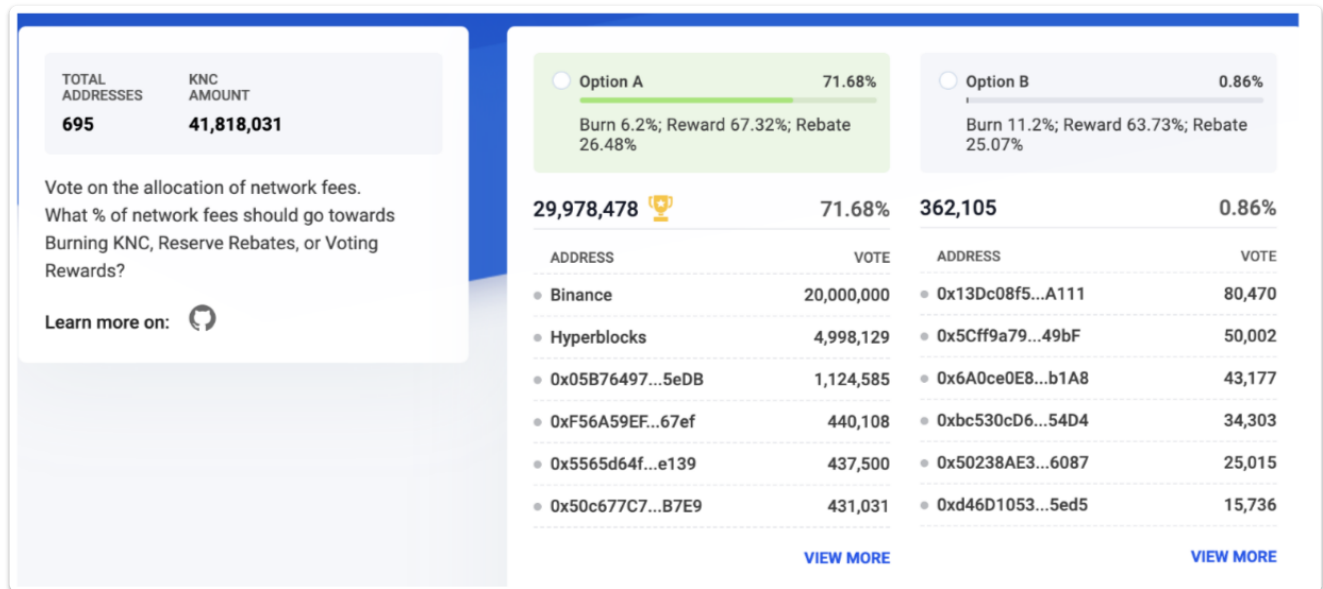 TOTAL ADDRESSES
695
KNC AMOUNT
41,818,031
Vote on the allocation of network fees.
What % of network fees should go towards
Burning KNC, Reserve Rebates, or Voting
Rewards?
Learn more on:
Option A 71.68%
Burn 6.2%; Reward 67.32%; Rebate
26.48%
29,978,478 71.68%
ADDRESS VOTE
Binance 20,000,000
Hyperblocks 4,998,129
0x05B76497...5eDB 1,124,585
0xF56A59EF...67ef 440,108
0x5565d64f...e139 437,500
0x50c677C7...B7E9 431,031
VIEW MORE
Option B 0.86%
Burn 11.2%; Reward 63.73%; Rebate
25.07%
362,105 0.86%
ADDRESS VOTE
0x13Dc08f5...A111 80,470
0x5Cff9a79...49bF 50,002
0x6A0ce0E8...b1A8 43,177
0xbc530cD6...54D4 34,303
0x50238AE3...6087 25,015
0xd46D1053...5ed5 15,736
VIEW MORE